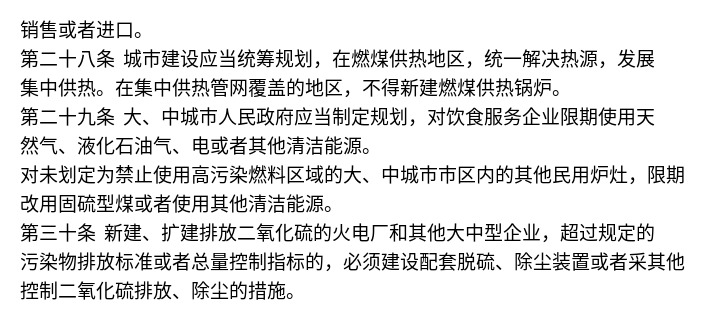 销售或者进口。
第二十八条 城市建设应当统筹规划，在燃煤供热地区，统一解决热源，发展
集中供热。在集中供热管网覆盖的地区，不得新建燃煤供热锅炉。
第二十九条 大、中城市人民政府应当制定规划，对饮食服务企业限期使用天
然气、液化石油气、电或者其他清洁能源。
对未划定为禁止使用高污染燃料区域的大、中城市市区内的其他民用炉灶，限期
改用固硫型煤或者使用其他清洁能源。
第三十条 新建、扩建排放二氧化硫的火电厂和其他大中型企业，超过规定的
污染物排放标准或者总量控制指标的，必须建设配套脱硫、除尘装置或者采其他
控制二氧化硫排放、除尘的措施。